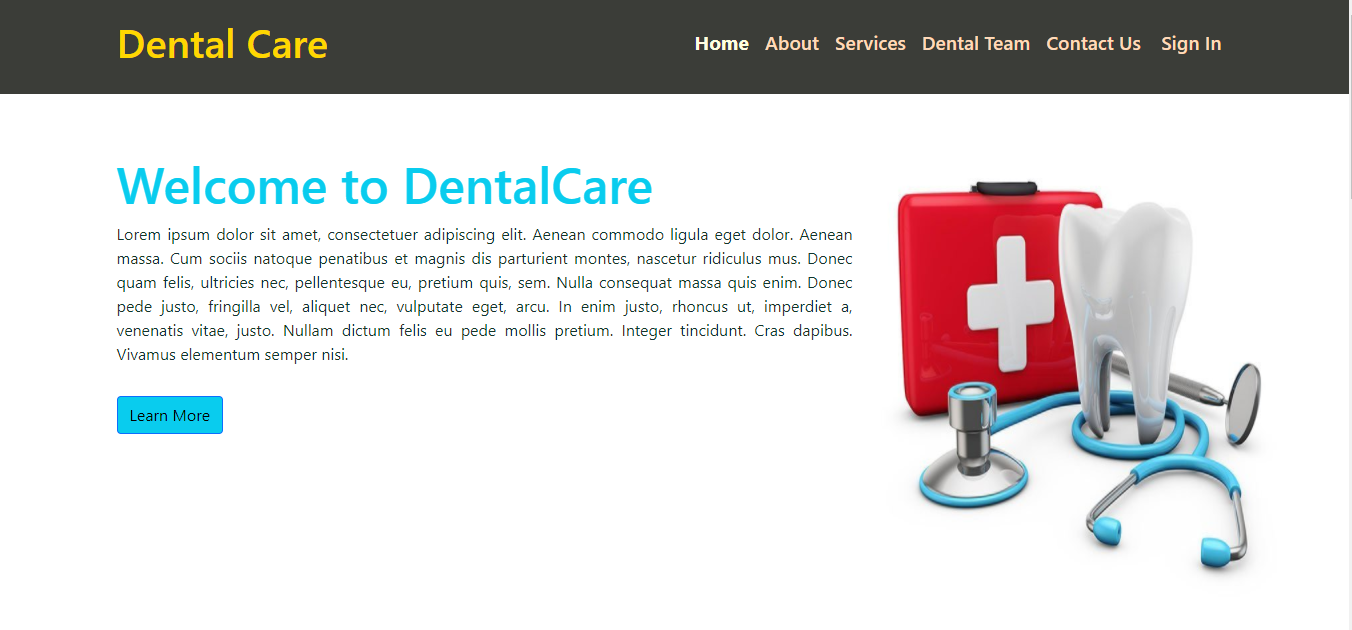 Dental Care
Home About Services Dental Team Contact Us Sign In
Welcome to DentalCare
Lorem ipsum dolor sit amet, consectetuer adipiscing elit. Aenean commodo ligula eget dolor. Aenean
massa. Cum sociis natoque penatibus et magnis dis parturient montes, nascetur ridiculus mus. Donec
quam felis, ultricies nec, pellentesque eu, pretium quis, sem. Nulla consequat massa quis enim. Donec
pede justo, fringilla vel, aliquet nec, vulputate eget, arcu. In enim justo, rhoncus ut, imperdiet a,
venenatis vitae, justo. Nullam dictum felis eu pede mollis pretium. Integer tincidunt. Cras dapibus.
Vivamus elementum semper nisi.
Learn More